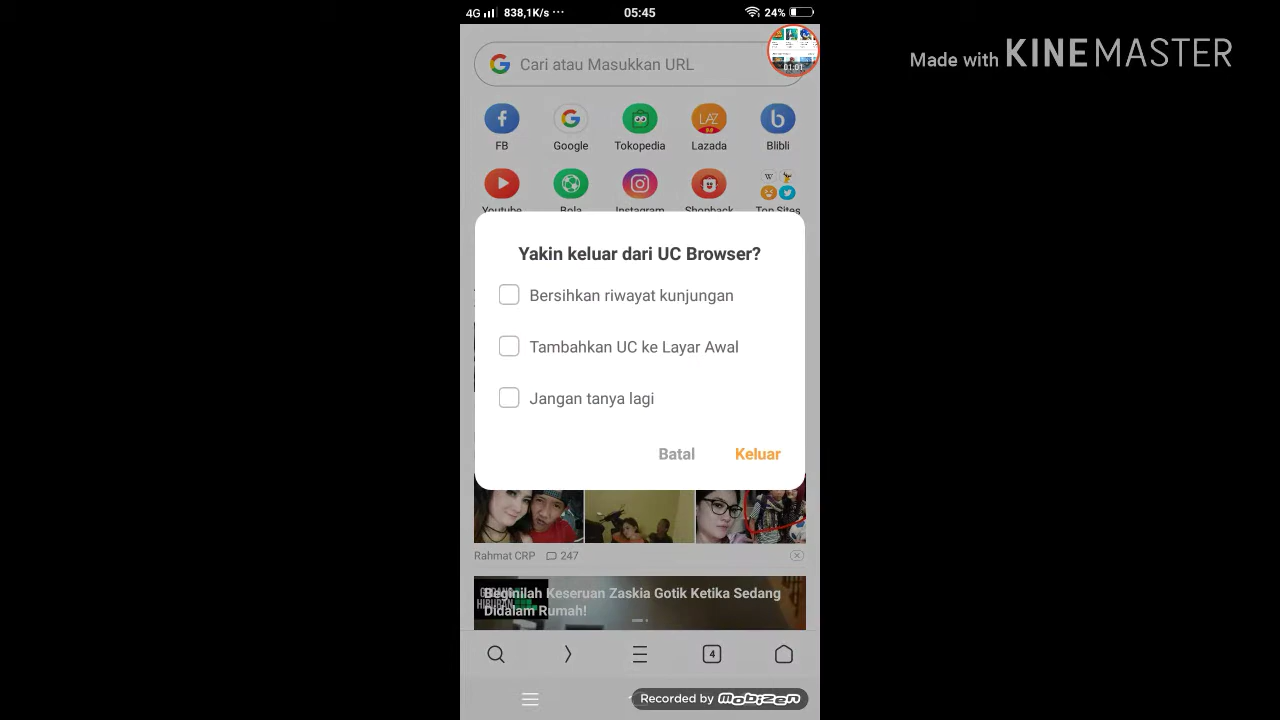 4G 838,1K/s ··· 05:45 24%
Made with KINEMASTER
Cari atau Masukkan URL
01:01
FB Google Tokopedia Lazada Blibli
Youtube Bola Instagram Shopback Top Sites
Yakin keluar dari UC Browser?
Bersihkan riwayat kunjungan
Tambahkan UC ke Layar Awal
Jangan tanya lagi
Batal Keluar
Rahmat CRP 247
Beginilah Keseruan Zaskia Gotik Ketika Sedang
Didalam Rumah!
4
Recorded by mobizen